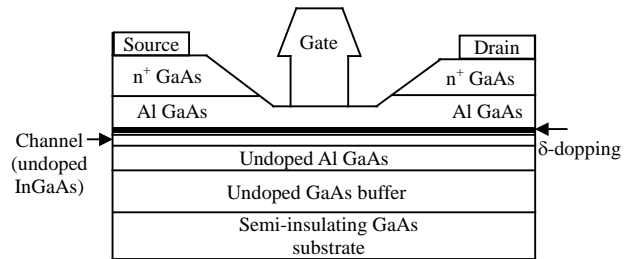 Source
Gate
Drain
n+ GaAs
n+ GaAs
Al GaAs
Al GaAs
Channel
(undoped
InGaAs)
δ-doping
Undoped Al GaAs
Undoped GaAs buffer
Semi-insulating GaAs
substrate